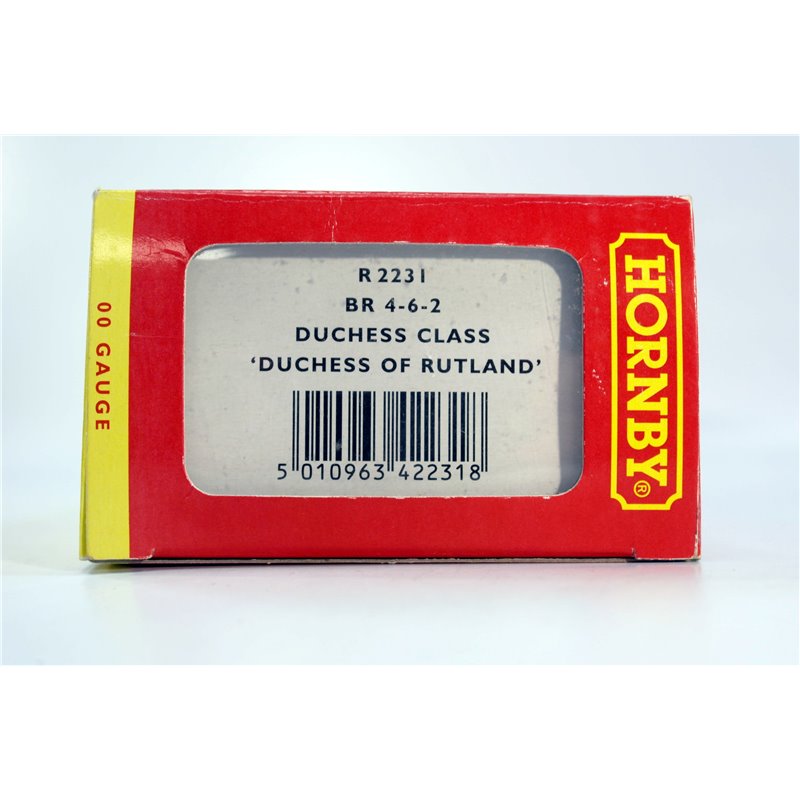 00 GAUGE
R 2231
BR 4-6-2
DUCHESS CLASS
‘DUCHESS OF RUTLAND’
5 010963 422318
HORNBY®